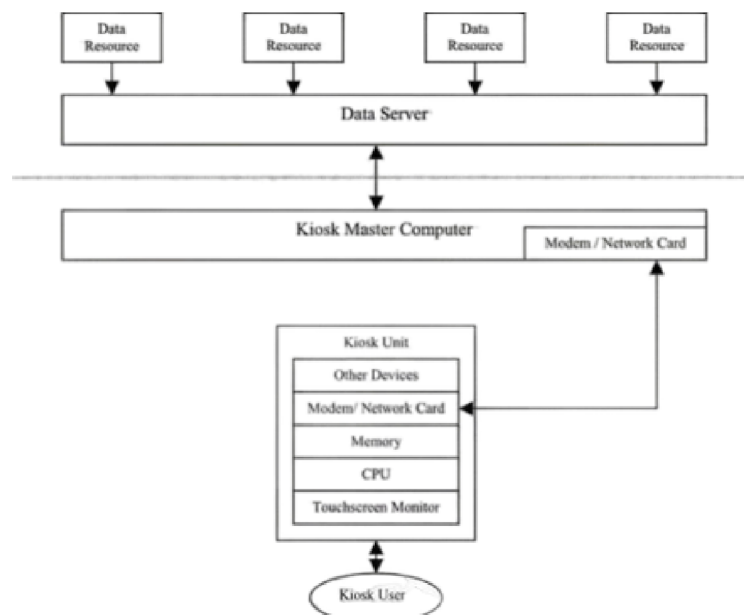 Data
Resource
Data
Resource
Data
Resource
Data
Resource
Data Server
Kiosk Master Computer
Modem / Network Card
Kiosk Unit
Other Devices
Modem/ Network Card
Memory
CPU
Touchscreen Monitor
Kiosk User